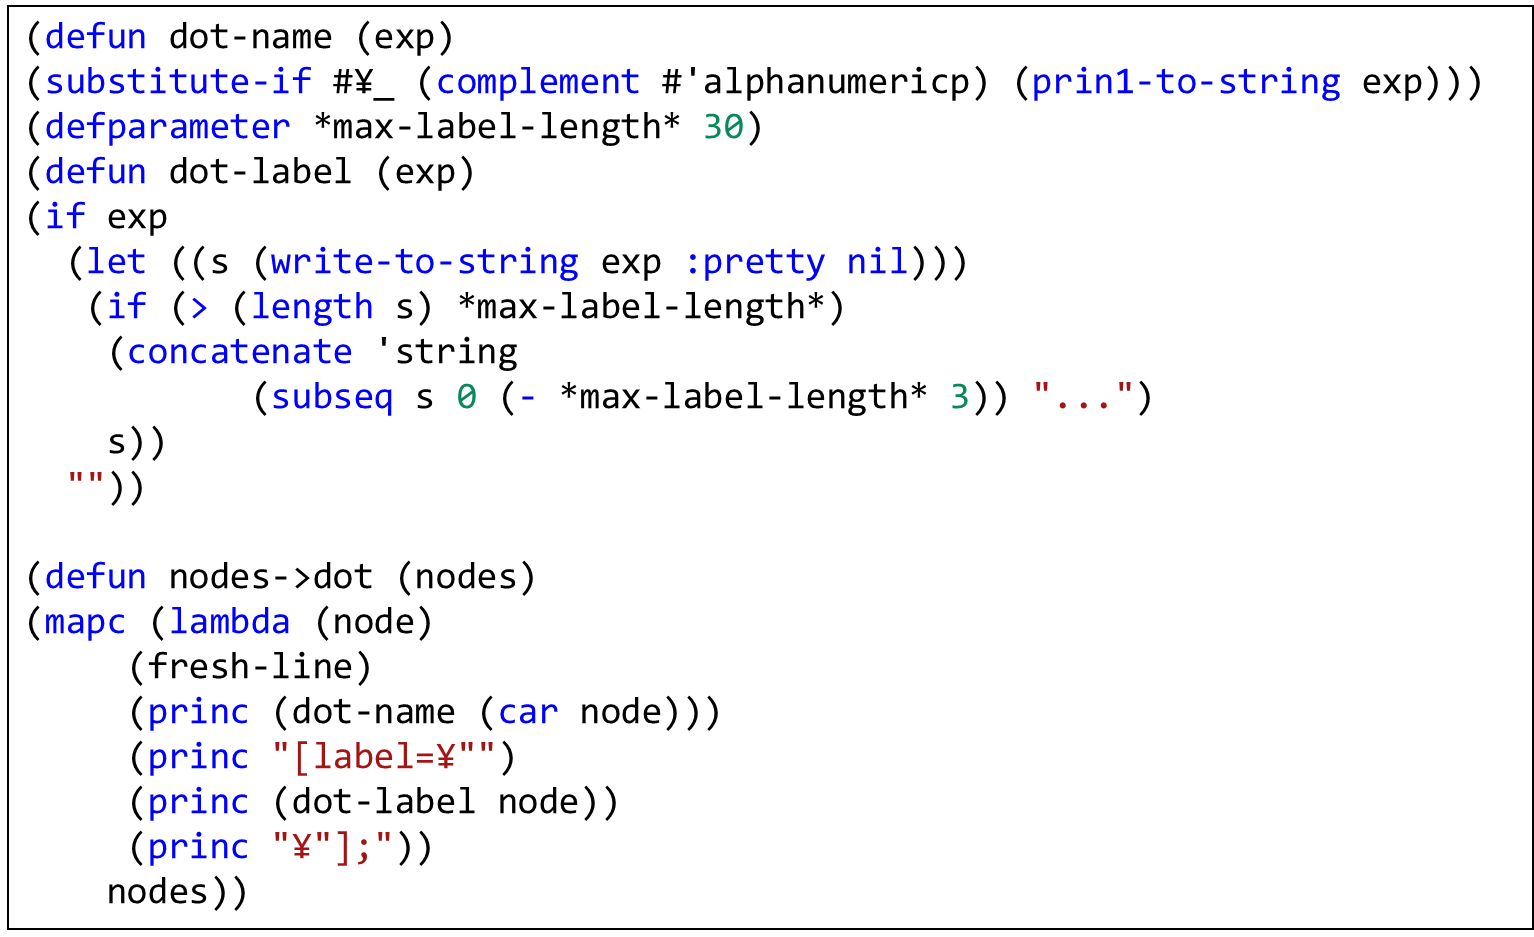 (defun dot-name (exp)
(substitute-if #¥_ (complement #'alphanumericp) (prin1-to-string exp)))
(defparameter *max-label-length* 30)
(defun dot-label (exp)
(if exp
  (let ((s (write-to-string exp :pretty nil)))
   (if (> (length s) *max-label-length*)
    (concatenate 'string
           (subseq s 0 (- *max-label-length* 3)) "...")
    s))
  ""))

(defun nodes->dot (nodes)
(mapc (lambda (node)
     (fresh-line)
     (princ (dot-name (car node)))
     (princ "[label=¥"")
     (princ (dot-label node))
     (princ "¥"];"))
    nodes))